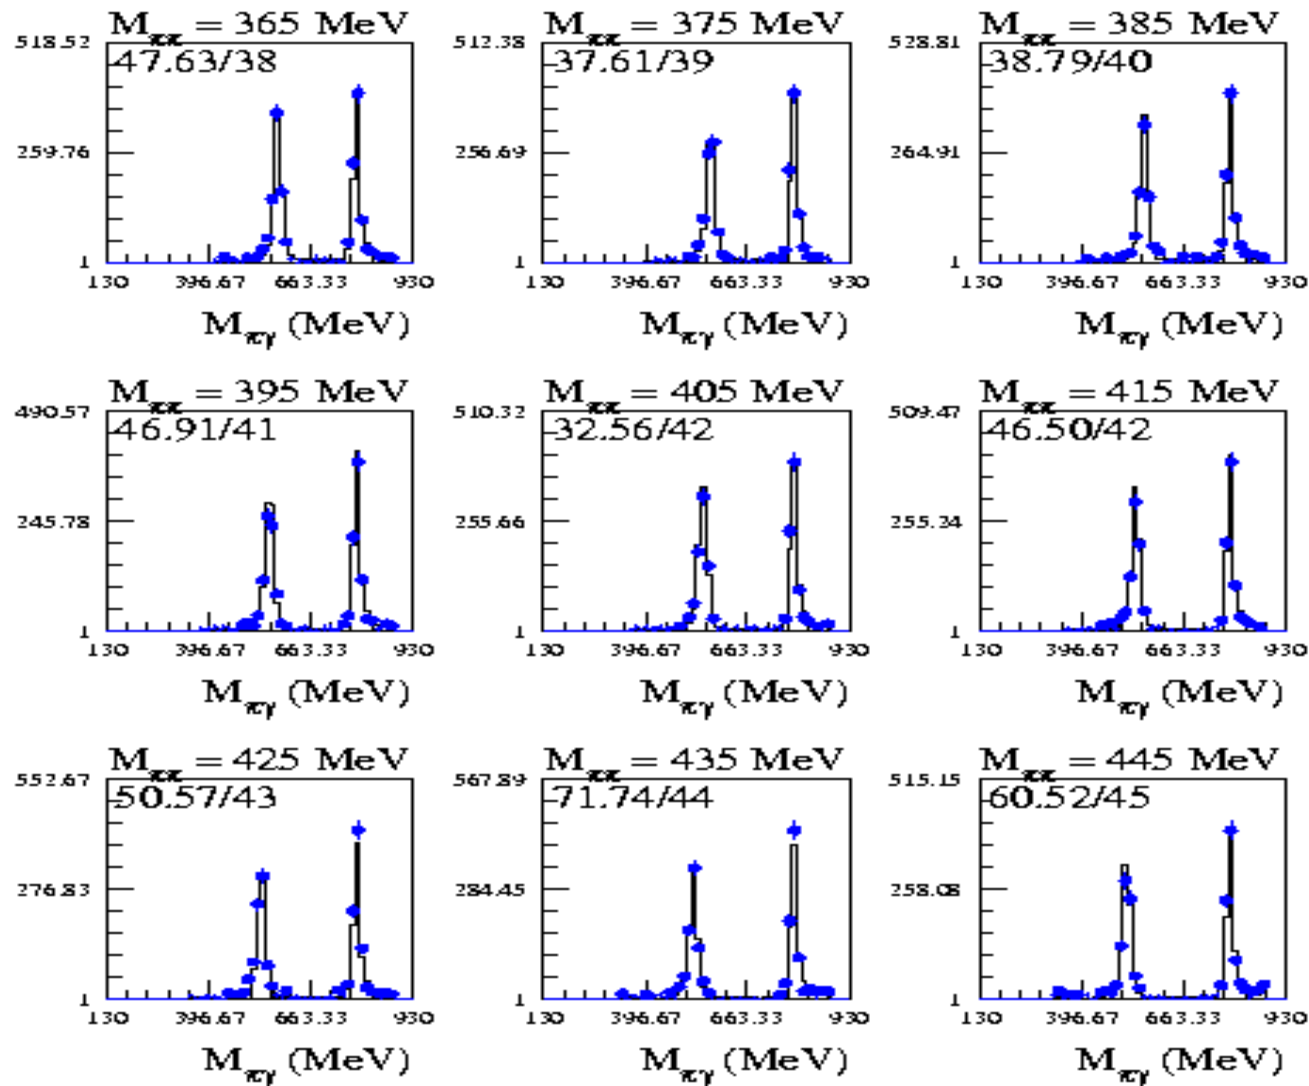 M_ππ = 365 MeV
518.52
47.63/38
259.76
1
130 396.67 663.33 930
M_πγ (MeV)
M_ππ = 375 MeV
512.38
37.61/39
256.69
1
130 396.67 663.33 930
M_πγ (MeV)
M_ππ = 385 MeV
528.81
38.79/40
264.91
1
130 396.67 663.33 930
M_πγ (MeV)
M_ππ = 395 MeV
490.57
46.91/41
245.78
1
130 396.67 663.33 930
M_πγ (MeV)
M_ππ = 405 MeV
510.32
32.56/42
255.66
1
130 396.67 663.33 930
M_πγ (MeV)
M_ππ = 415 MeV
509.47
46.50/42
255.34
1
130 396.67 663.33 930
M_πγ (MeV)
M_ππ = 425 MeV
552.67
50.57/43
276.83
1
130 396.67 663.33 930
M_πγ (MeV)
M_ππ = 435 MeV
567.89
71.74/44
284.45
1
130 396.67 663.33 930
M_πγ (MeV)
M_ππ = 445 MeV
515.15
60.52/45
258.08
1
130 396.67 663.33 930
M_πγ (MeV)